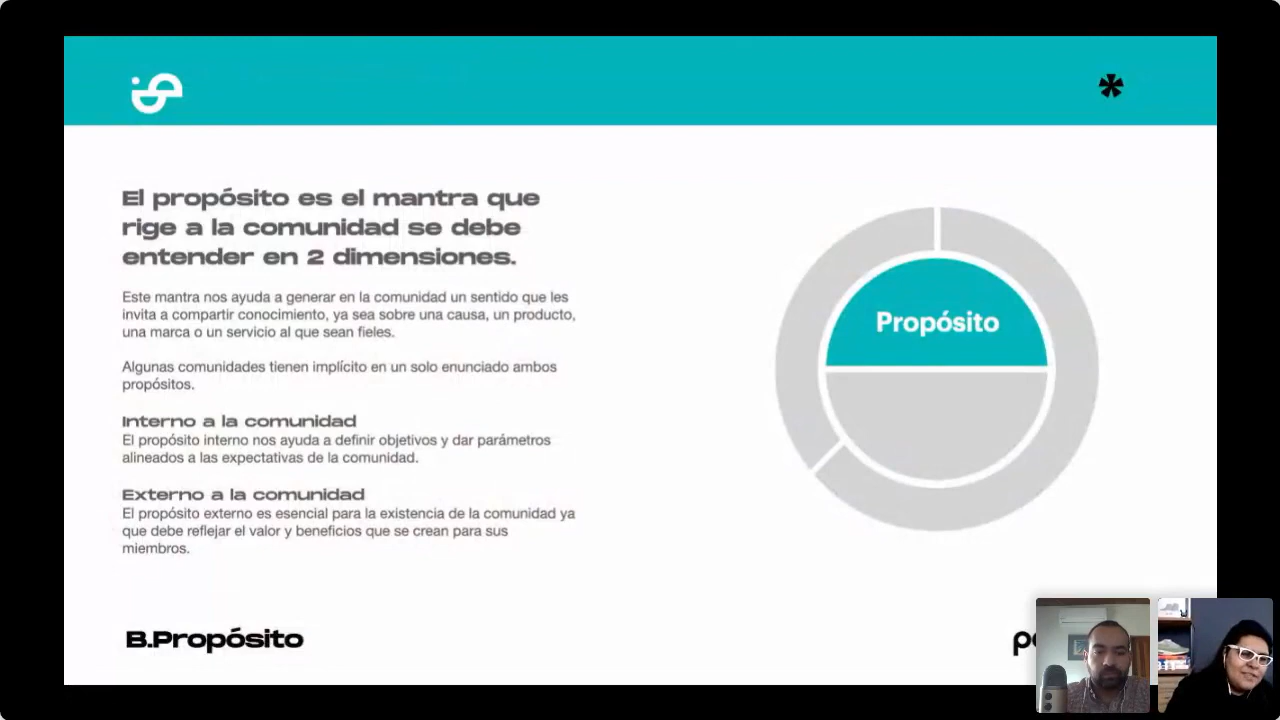 El propósito es el mantra que
rige a la comunidad se debe
entender en 2 dimensiones.
Este mantra nos ayuda a generar en la comunidad un sentido que les
invita a compartir conocimiento, ya sea sobre una causa, un producto,
una marca o un servicio al que sean fieles.
Algunas comunidades tienen implícito en un solo enunciado ambos
propósitos.
Interno a la comunidad
El propósito interno nos ayuda a definir objetivos y dar parámetros
alineados a las expectativas de la comunidad.
Externo a la comunidad
El propósito externo es esencial para la existencia de la comunidad ya
que debe reflejar el valor y beneficios que se crean para sus
miembros.
Propósito
B.Propósito